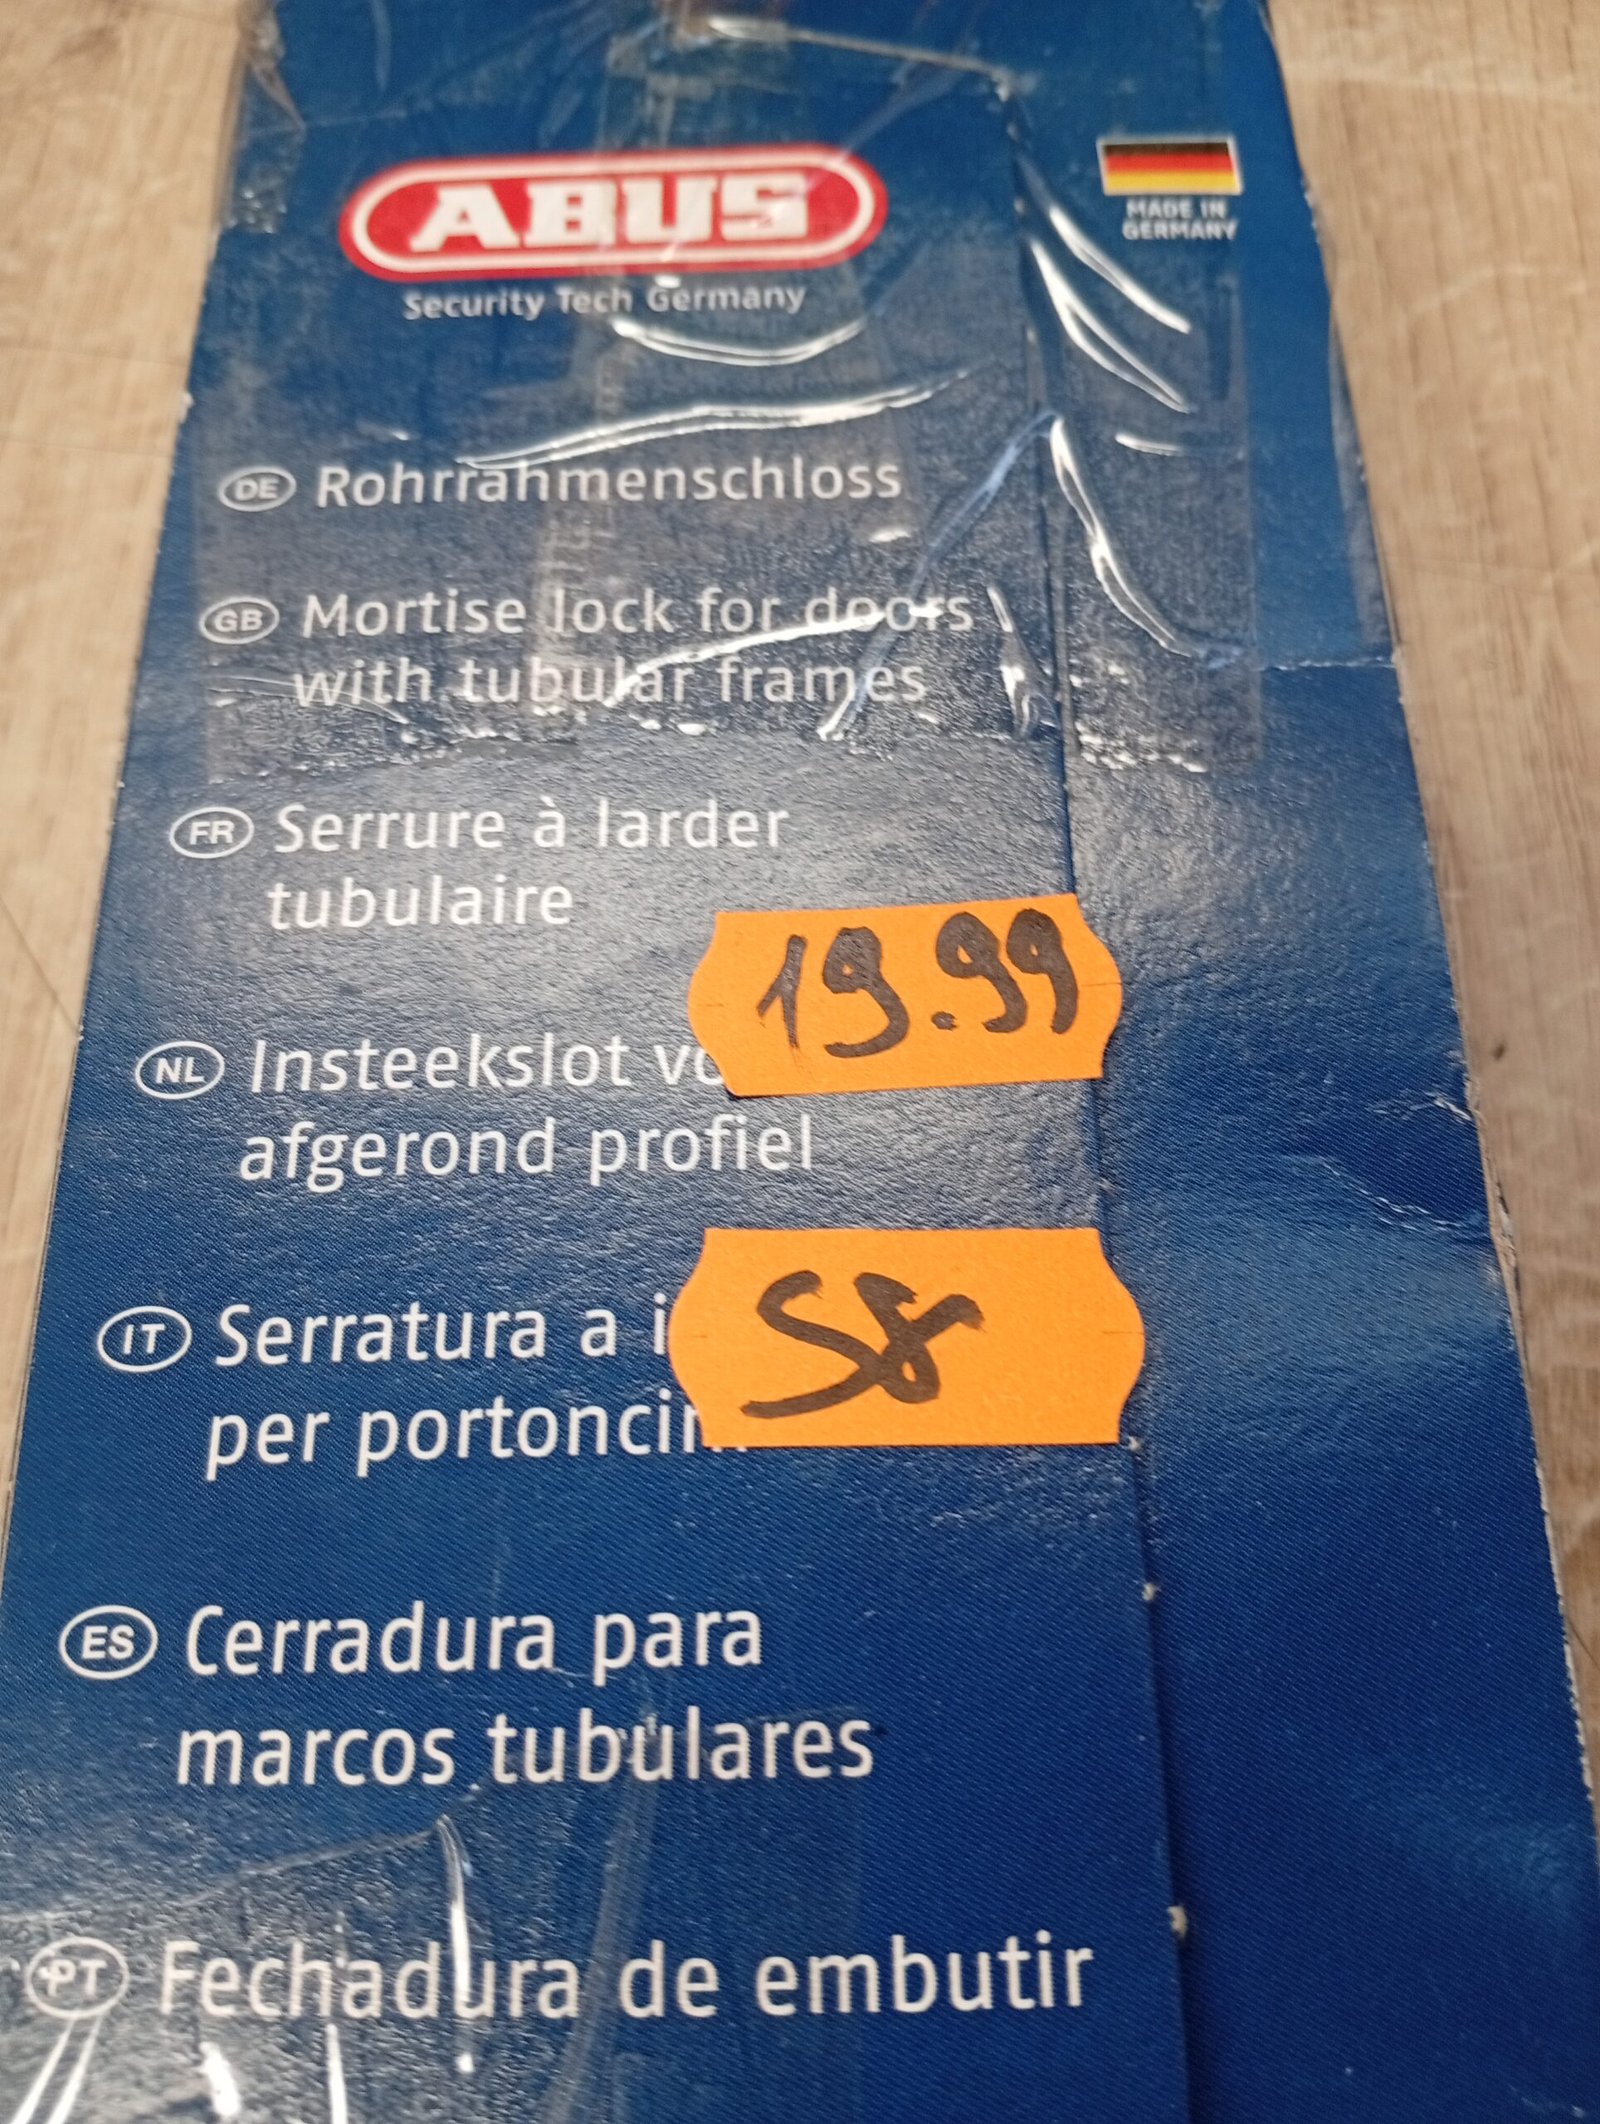 ABUS
Security Tech Germany
MADE IN
GERMANY
DE Rohrrahmenschloss
GB Mortise lock for doors
with tubular frames
FR Serrure à larder
tubulaire
19.99
NL Insteekslot
afgerond profiel
S8
IT Serratura a
per
ES Cerradura para
marcos tubulares
PT Fechadura de embutir